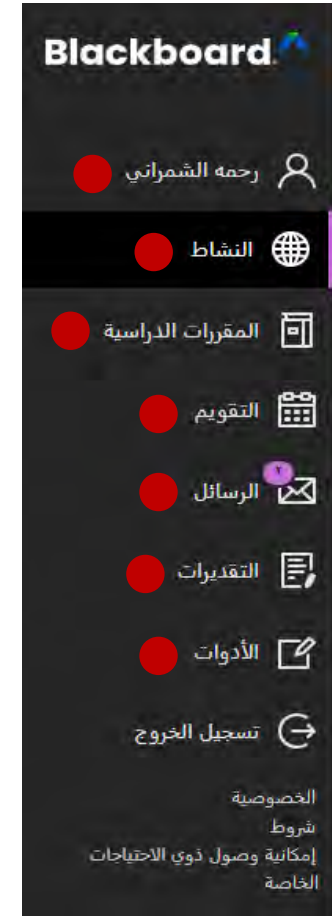 Blackboard
رحمه الشمراني
النشاط
المقررات الدراسية
التقويم
٢
الرسائل
التقديرات
الأدوات
تسجيل الخروج
الخصوصية
شروط
إمكانية وصول ذوي الاحتياجات
الخاصة